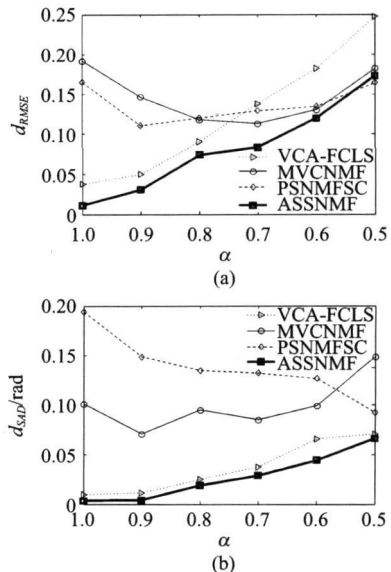 (a)
0.25
0.20
0.15
0.10
0.05
0
d_RMSE
VCA-FCLS
MVCNMF
PSNMFSC
ASSNMF
1.0 0.9 0.8 0.7 0.6 0.5
α
(a)
0.20
0.15
0.10
0.05
0
d_SAD/rad
VCA-FCLS
MVCNMF
PSNMFSC
ASSNMF
1.0 0.9 0.8 0.7 0.6 0.5
α
(b)